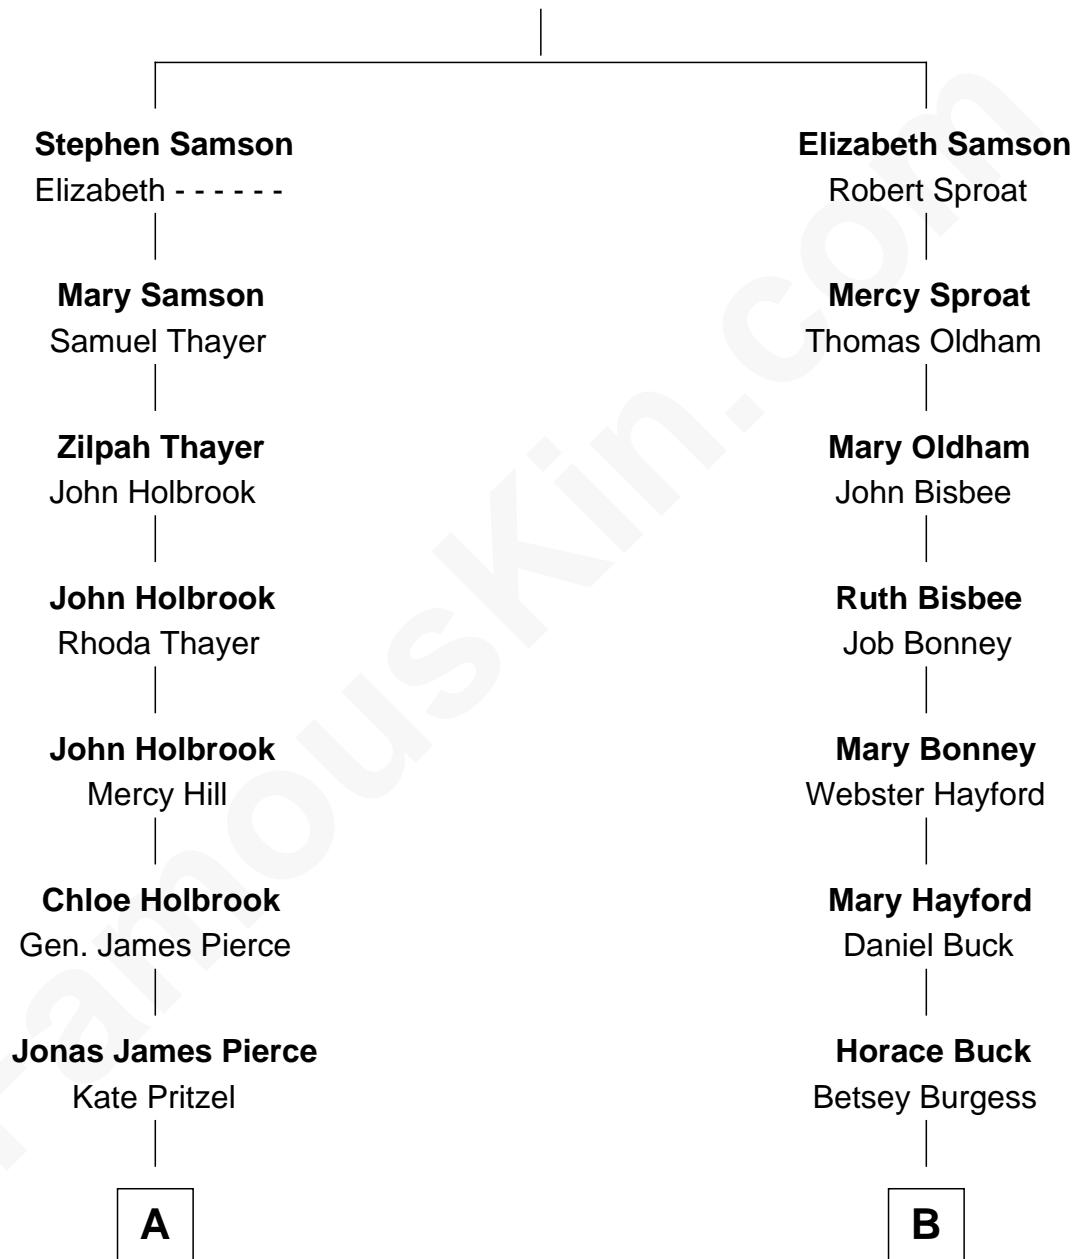 Stephen Samson
Elizabeth - - - - - -
Mary Samson
Samuel Thayer
Zilpah Thayer
John Holbrook
John Holbrook
Rhoda Thayer
John Holbrook
Mercy Hill
Chloe Holbrook
Gen. James Pierce
Jonas James Pierce
Kate Pritzel
A
Elizabeth Samson
Robert Sproat
Mercy Sproat
Thomas Oldham
Mary Oldham
John Bisbee
Ruth Bisbee
Job Bonney
Mary Bonney
Webster Hayford
Mary Hayford
Daniel Buck
Horace Buck
Betsey Burgess
B
FamousKin.com